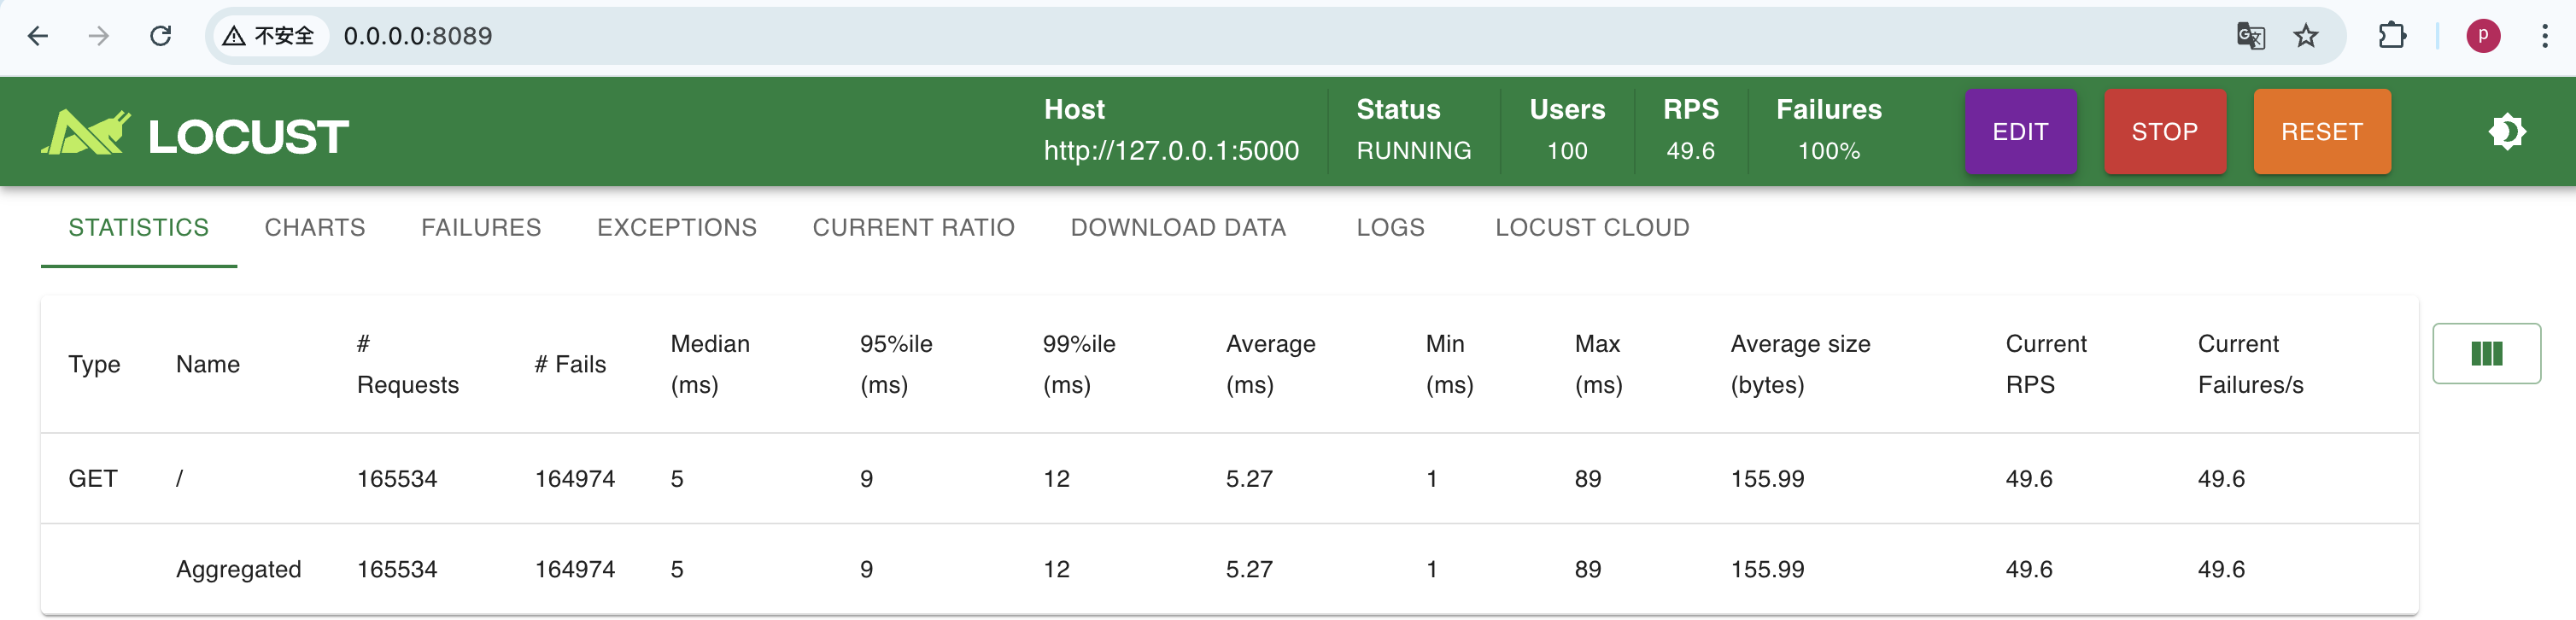 不安全 0.0.0.0:8089
LOCUST
Host
http://127.0.0.1:5000
Status
RUNNING
Users
100
RPS
49.6
Failures
100%
EDIT
STOP
RESET
p
STATISTICS CHARTS FAILURES EXCEPTIONS CURRENT RATIO DOWNLOAD DATA LOGS LOCUST CLOUD
Type Name # Requests # Fails Median (ms) 95%ile (ms) 99%ile (ms) Average (ms) Min (ms) Max (ms) Average size (bytes) Current RPS Current Failures/s
GET / 165534 164974 5 9 12 5.27 1 89 155.99 49.6 49.6
Aggregated 165534 164974 5 9 12 5.27 1 89 155.99 49.6 49.6